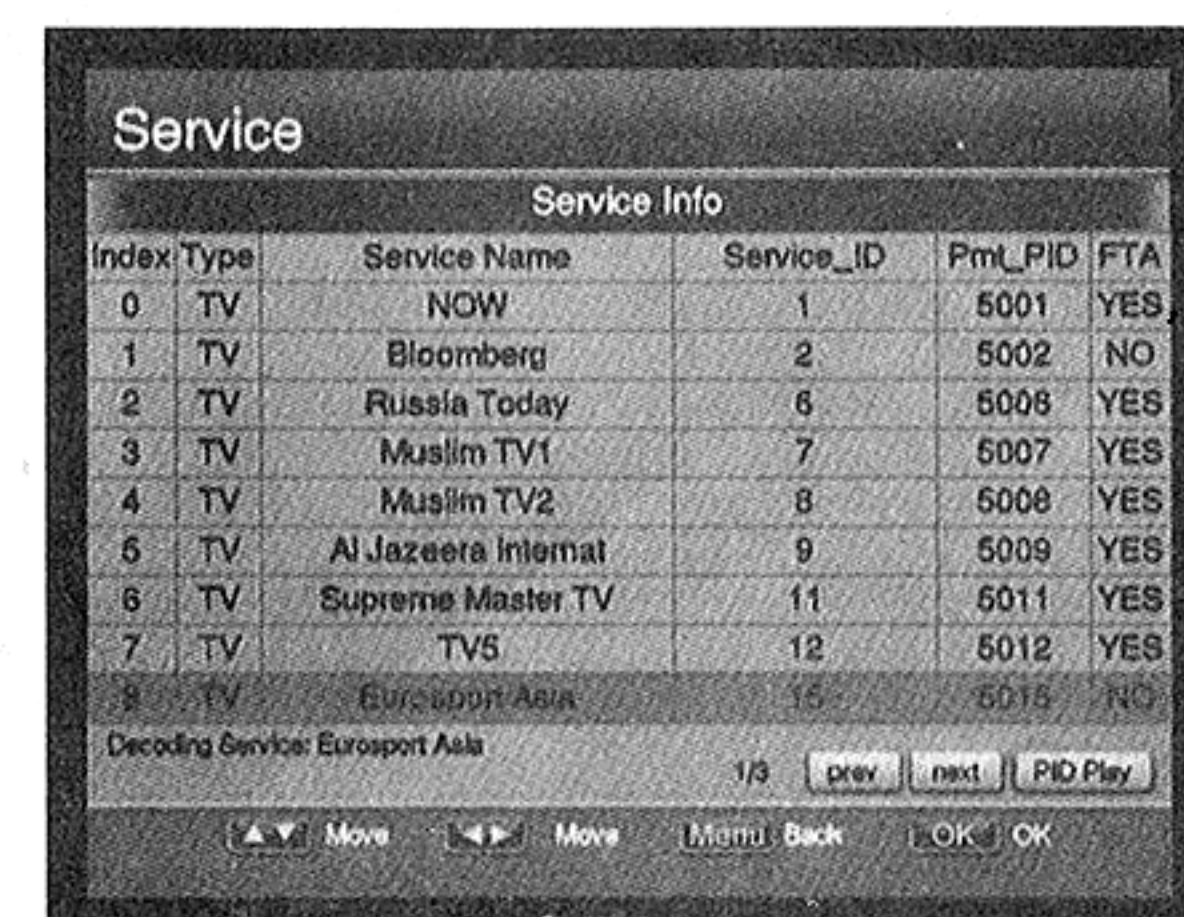 Service
Service Info
Index Type Service Name Service_ID Pmt_PID FTA
0 TV NOW 1 5001 YES
1 TV Bloomberg 2 5002 NO
2 TV Russia Today 6 5006 YES
3 TV Muslim TV1 7 5007 YES
4 TV Muslim TV2 8 5008 YES
5 TV Al Jazeera Internat 9 5009 YES
6 TV Supreme Master TV 11 5011 YES
7 TV TV5 12 5012 YES
8 TV Eurosport Asia 15 5015 NO
Decoding Service: Eurosport Asia
1/3 prev next PID Play
Move Move Menu Back OK OK